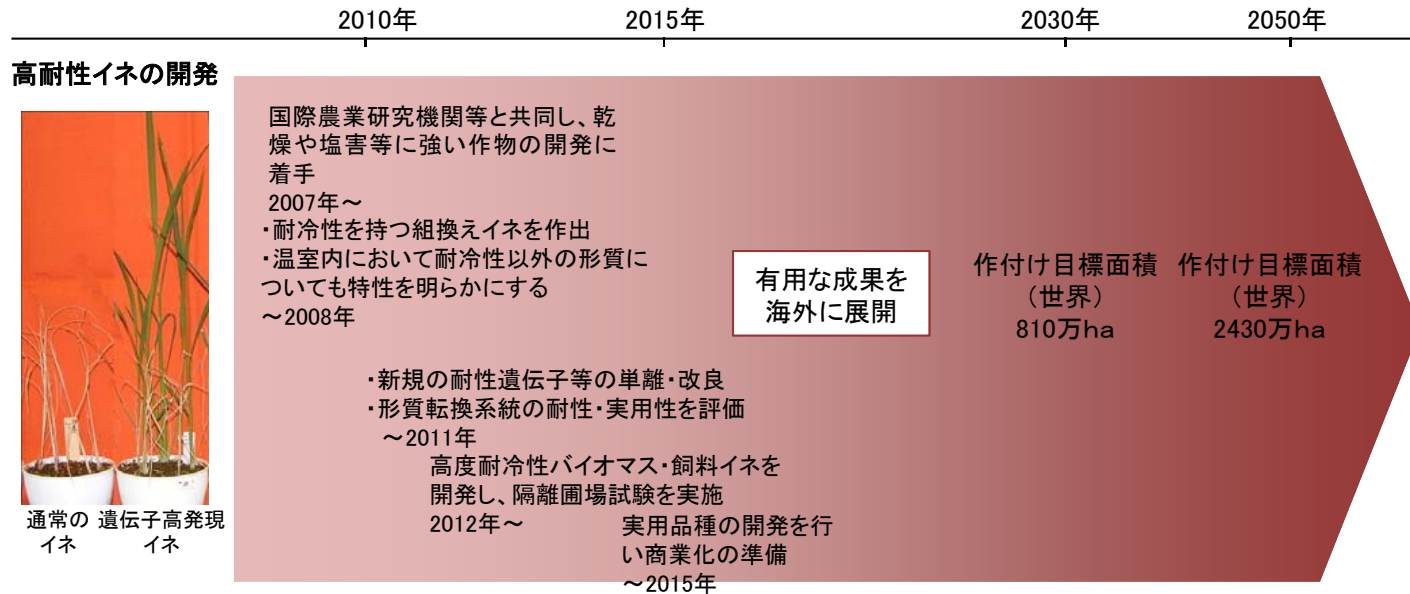 2010年 2015年 2030年 2050年
高耐性イネの開発
国際農業研究機関等と共同し、乾
燥や塩害等に強い作物の開発に
着手
2007年~
・耐冷性を持つ組換えイネを作出
・温室内において耐冷性以外の形質に
ついても特性を明らかにする
~2008年
・新規の耐性遺伝子等の単離・改良
・形質転換系統の耐性・実用性を評価
~2011年
高度耐冷性バイオマス・飼料イネを
開発し、隔離圃場試験を実施
2012年~
実用品種の開発を行
い商業化の準備
~2015年
有用な成果を
海外に展開
作付け目標面積
(世界)
810万ha
作付け目標面積
(世界)
2430万ha
通常の
イネ
遺伝子高発現
イネ